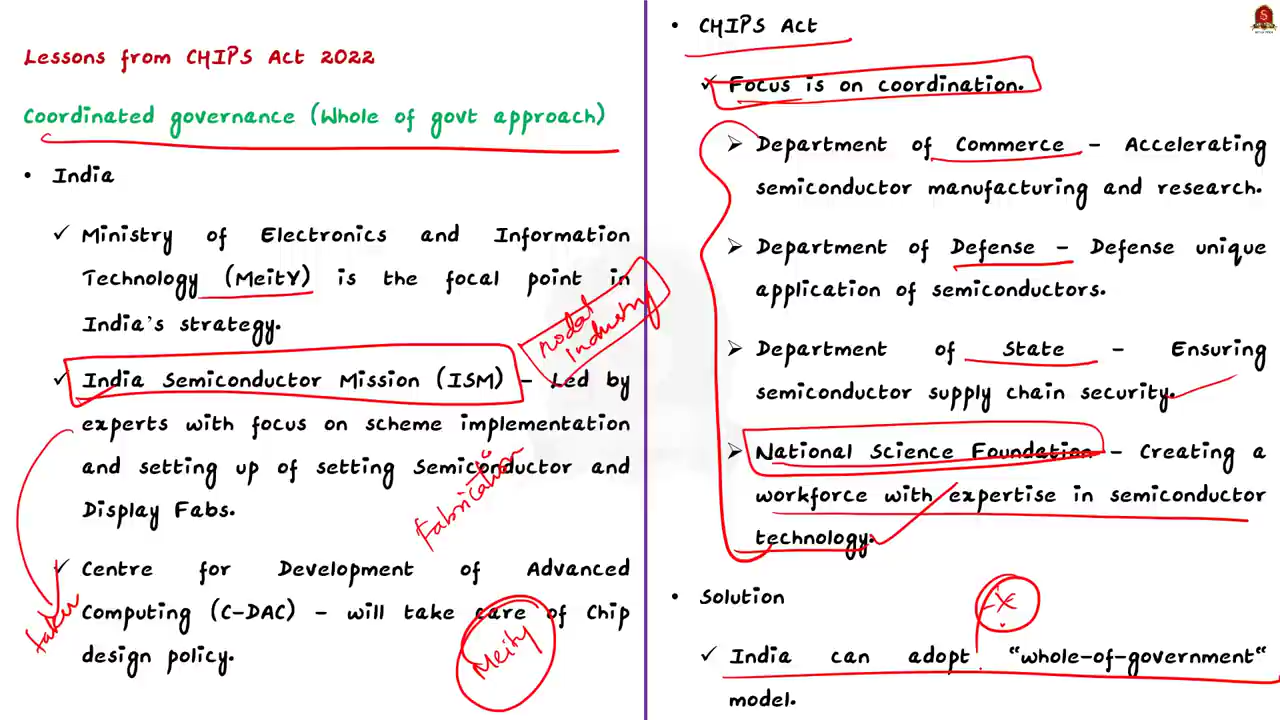 Lessons from CHIPS Act 2022
Coordinated governance (Whole of govt approach)
• India
✓ Ministry of Electronics and Information
Technology (MeitY) is the focal point in
India's strategy.
nodal
industry
✓ India Semiconductor Mission (ISM) – Led by
experts with focus on scheme implementation
and setting up of setting Semiconductor and
Display Fabs.
Fabrication
✓ Centre for Development of Advanced
Computing (C-DAC) – will take care of Chip
design policy.
Meity
• CHIPS Act
✓ Focus is on coordination.
➢ Department of Commerce – Accelerating
semiconductor manufacturing and research.
➢ Department of Defense – Defense unique
application of semiconductors.
➢ Department of State – Ensuring
semiconductor supply chain security.
➢ National Science Foundation – Creating a
workforce with expertise in semiconductor
technology.
• Solution
✓ India can adopt "whole-of-government"
model.